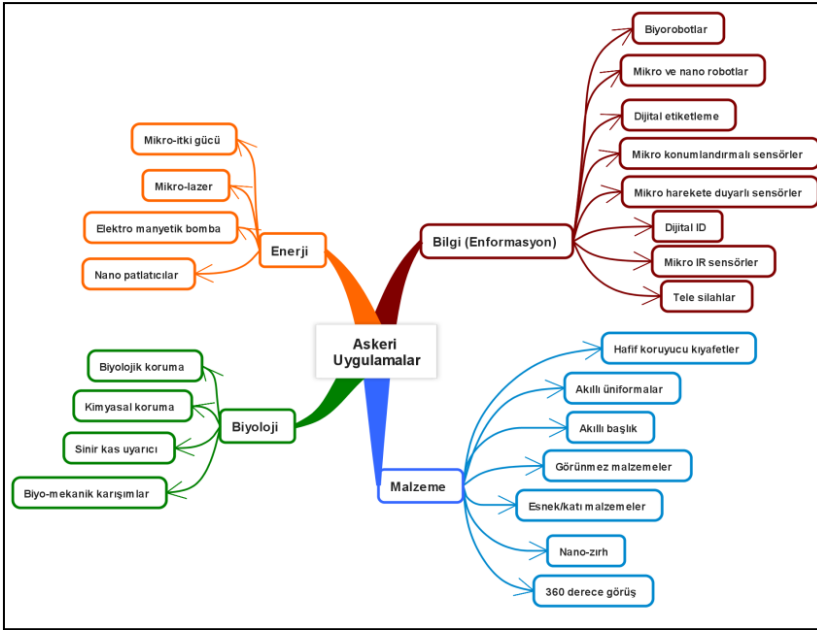 Askeri
Uygulamalar
Bilgi (Enformasyon)
Biyorobotlar
Mikro ve nano robotlar
Dijital etiketleme
Mikro konumlandırmalı sensörler
Mikro harekete duyarlı sensörler
Dijital ID
Mikro IR sensörler
Tele silahlar
Malzeme
Hafif koruyucu kıyafetler
Akıllı üniformalar
Akıllı başlık
Görünmez malzemeler
Esnek/katı malzemeler
Nano-zırh
360 derece görüş
Enerji
Mikro-itki gücü
Mikro-lazer
Elektro manyetik bomba
Nano patlatıcılar
Biyoloji
Biyolojik koruma
Kimyasal koruma
Sinir kas uyarıcı
Biyo-mekanik karışımlar